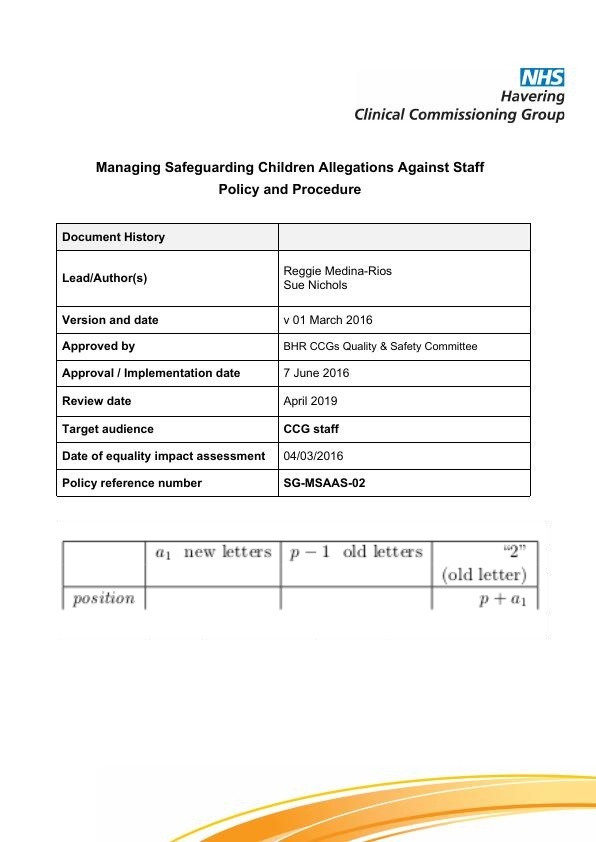 NHS
Havering
Clinical Commissioning Group
Managing Safeguarding Children Allegations Against Staff
Policy and Procedure
Document History
Lead/Author(s)
Reggie Medina-Rios
Sue Nichols
Version and date
v 01 March 2016
Approved by
BHR CCGs Quality & Safety Committee
Approval / Implementation date
7 June 2016
Review date
April 2019
Target audience
CCG staff
Date of equality impact assessment
04/03/2016
Policy reference number
SG-MSAAS-02
a₁ new letters
p − 1 old letters
“2”
(old letter)
position
p + a₁